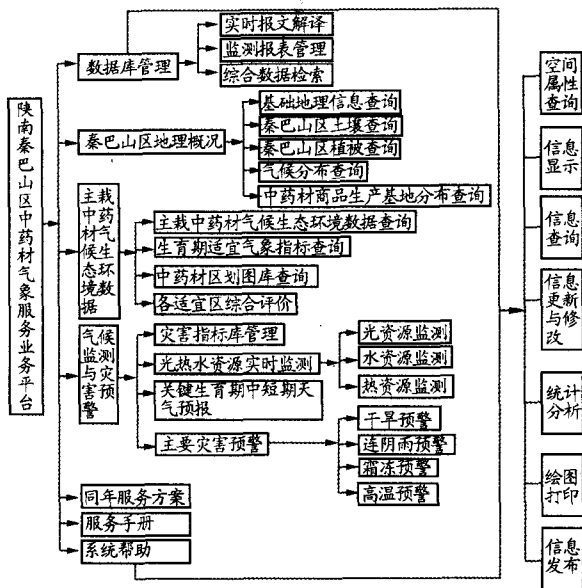 陕南秦巴山区中药材气象服务业务平台
数据库管理
实时报文解译
监测报表管理
综合数据检索
秦巴山区地理概况
基础地理信息查询
秦巴山区土壤查询
秦巴山区植被查询
气候分布查询
中药材商品生产基地分布查询
主栽中药材气候生态环境数据
主栽中药材气候生态环境数据查询
生育期适宜气象指标查询
中药材区划图库查询
各适宜区综合评价
气候监测与灾害预警
灾害指标库管理
光热水资源实时监测
光资源监测
水资源监测
热资源监测
关键生育期中短期天
气预报
主要灾害预警
干旱预警
连阴雨预警
霜冻预警
高温预警
同年服务方案
服务手册
系统帮助
空间
属性
查询
信息
显示
信息
查询
信息
更新
与修
改
统计
分析
绘图
打印
信息
发布